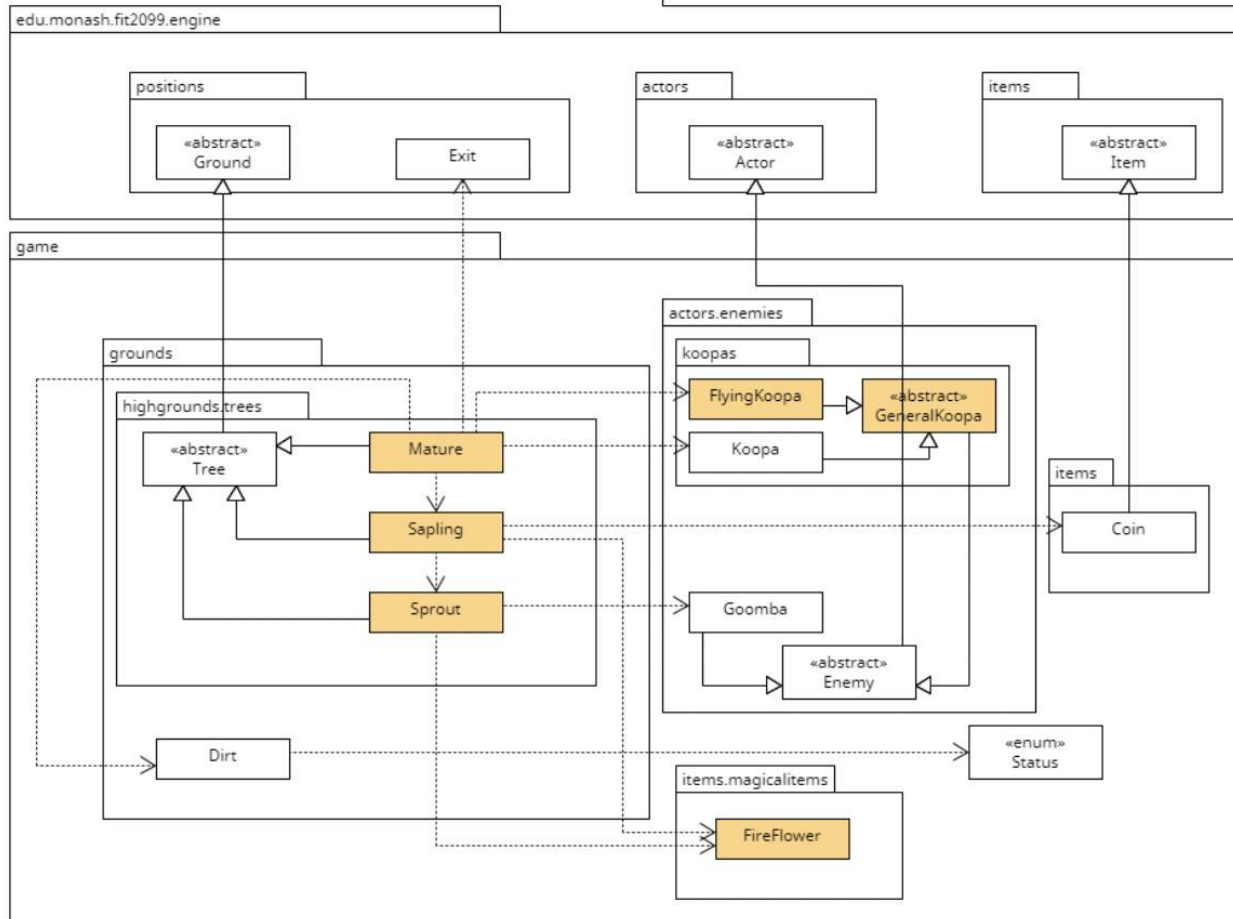 edu.monash.fit2099.engine
positions
actors
items
«abstract»
Ground
Exit
«abstract»
Actor
«abstract»
Item
game
actors.enemies
grounds
koopas
highgrounds.trees
FlyingKoopa
«abstract»
GeneralKoopa
«abstract»
Tree
Mature
Koopa
items
Sapling
Coin
Sprout
Goomba
«abstract»
Enemy
Dirt
«enum»
Status
items.magicalitems
FireFlower